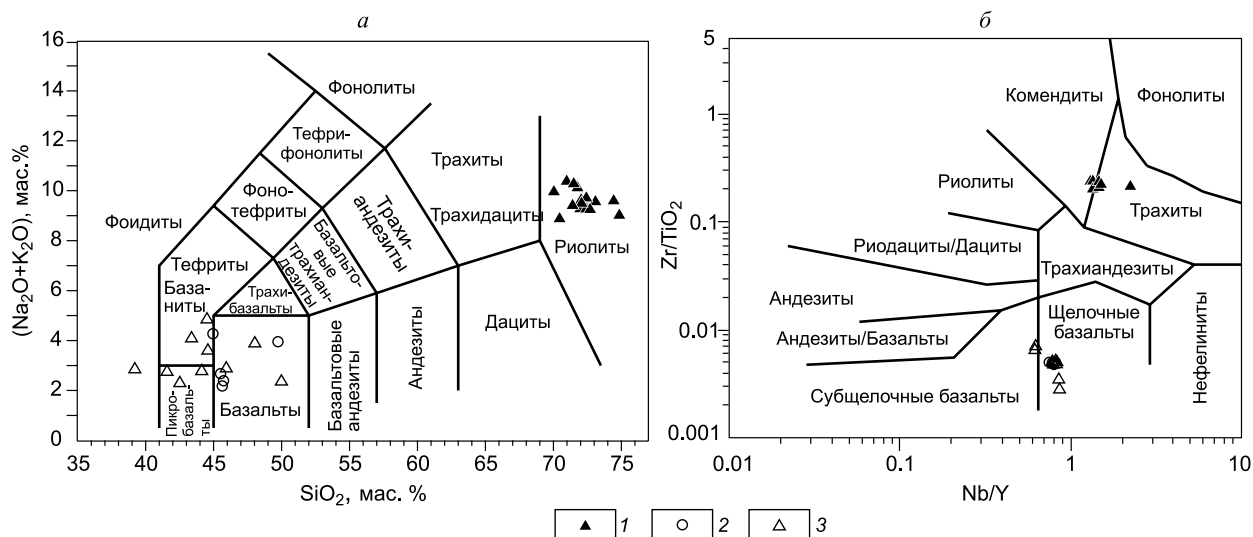 а
(Na2O+K2O), мас.%
16
14
12
10
8
6
4
2
0
35
40
45
50
55
60
65
70
75
SiO2, мас. %
Фонолиты
Тефри-
фонолиты
Фоно-
тефриты
Фоидиты
Тефриты
База-
ниты
Трахи-
базальты
Базальто-
вые
трахиан-
дезиты
Трахи-
андезиты
Трахиты
Трахидациты
Риолиты
Дациты
Андезиты
Базальтовые
андезиты
Базальты
Пикро-
базаль-
ты
б
Zr/TiO2
5
1
0.1
0.01
0.001
0.01
0.1
1
10
Nb/Y
Комендиты
Фонолиты
Риолиты
Трахиты
Риодациты/Дациты
Трахиандезиты
Андезиты
Щелочные
базальты
Андезиты/Базальты
Субщелочные базальты
Нефелиниты
1
2
3